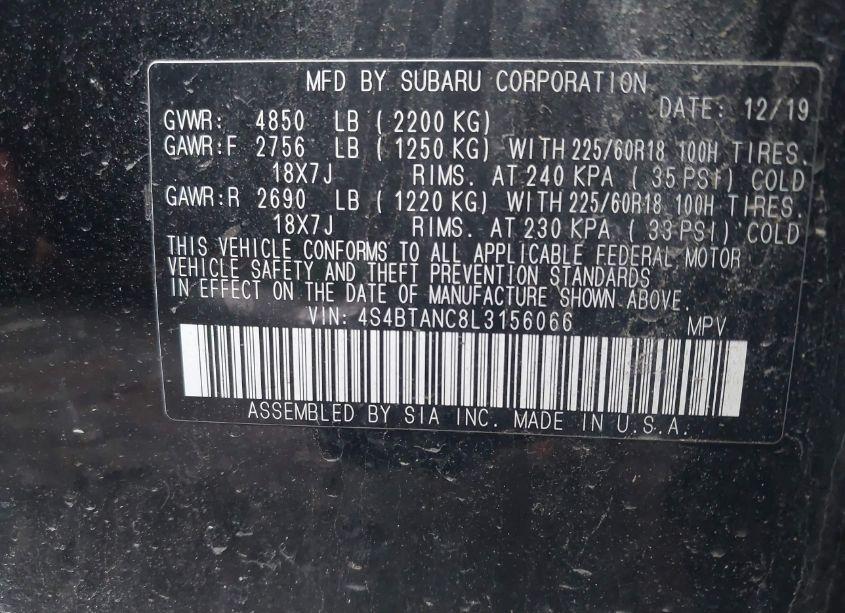 MFD BY SUBARU CORPORATION
DATE: 12/19
GVWR: 4850 LB ( 2200 KG)
GAWR:F 2756 LB ( 1250 KG) WITH 225/60R18 100H TIRES.
18X7J RIMS. AT 240 KPA ( 35 PSI) COLD
GAWR:R 2690 LB ( 1220 KG) WITH 225/60R18 100H TIRES.
18X7J RIMS. AT 230 KPA ( 33 PSI) COLD
THIS VEHICLE CONFORMS TO ALL APPLICABLE FEDERAL MOTOR
VEHICLE SAFETY AND THEFT PREVENTION STANDARDS
IN EFFECT ON THE DATE OF MANUFACTURE SHOWN ABOVE.
VIN: 4S4BTANC8L3156066 MPV
ASSEMBLED BY SIA INC. MADE IN U.S.A.